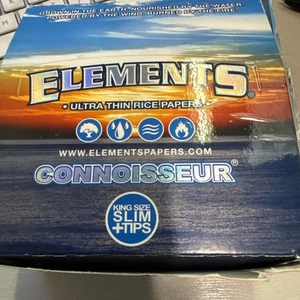 GROWN IN THE EARTH · NOURISHED BY THE WATER
POWERED BY THE WIND · BURNED BY THE FIRE
ELEMENTS®
• ULTRA THIN RICE PAPERS •
WWW.ELEMENTSPAPERS.COM
CONNOISSEUR®
KING SIZE
SLIM
+TIPS